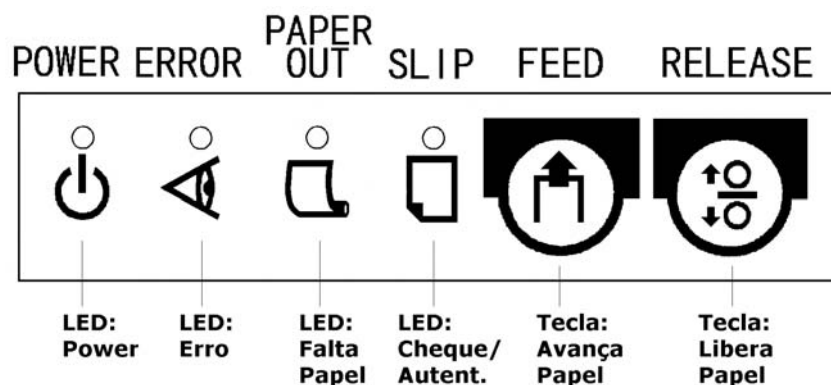 POWER ERROR PAPER OUT SLIP FEED RELEASE
LED: Power
LED: Erro
LED: Falta Papel
LED: Cheque/ Autent.
Tecla: Avança Papel
Tecla: Libera Papel